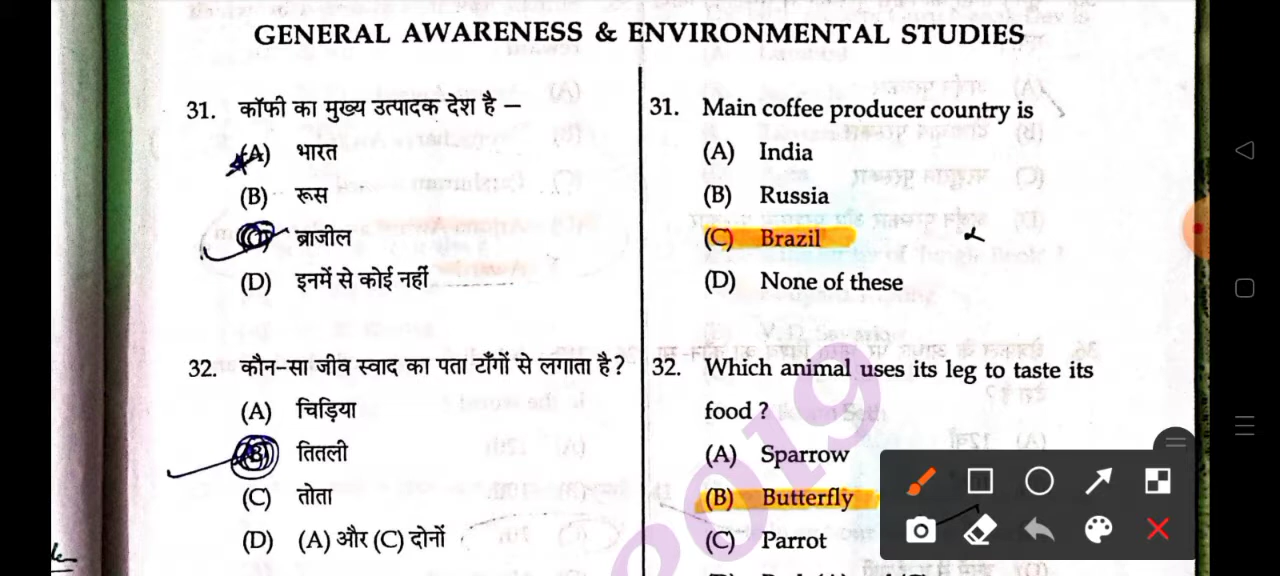 GENERAL AWARENESS & ENVIRONMENTAL STUDIES
31. कॉफी का मुख्य उत्पादक देश है –
(A) भारत
(B) रूस
(C) ब्राजील
(D) इनमें से कोई नहीं
32. कौन-सा जीव स्वाद का पता टाँगों से लगाता है?
(A) चिड़िया
(B) तितली
(C) तोता
(D) (A) और (C) दोनों
31. Main coffee producer country is
(A) India
(B) Russia
(C) Brazil
(D) None of these
32. Which animal uses its leg to taste its
food ?
(A) Sparrow
(B) Butterfly
(C) Parrot
2019